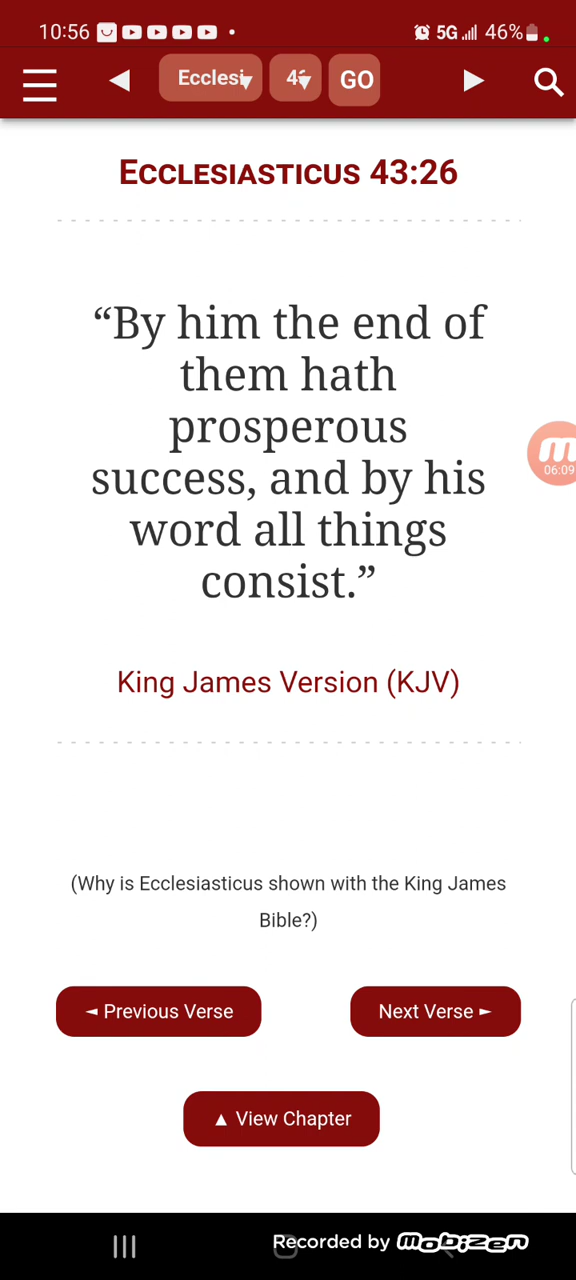 10:56 5G 46%
Ecclesi 4 GO
ECCLESIASTICUS 43:26
“By him the end of
them hath
prosperous
success, and by his
word all things
consist.”
06:09
King James Version (KJV)
(Why is Ecclesiasticus shown with the King James
Bible?)
◄ Previous Verse Next Verse ►
▲ View Chapter
Recorded by mobizen